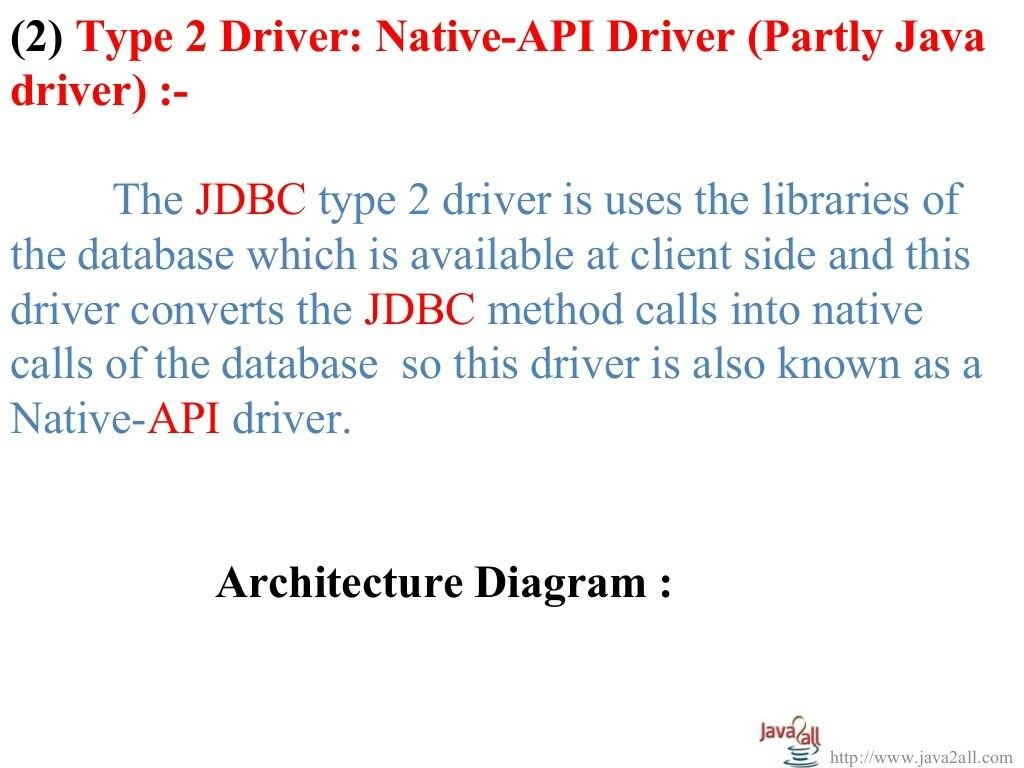 (2) Type 2 Driver: Native-API Driver (Partly Java
driver) :-
The JDBC type 2 driver is uses the libraries of
the database which is available at client side and this
driver converts the JDBC method calls into native
calls of the database  so this driver is also known as a
Native-API driver.
Architecture Diagram :
Java2all
http://www.java2all.com